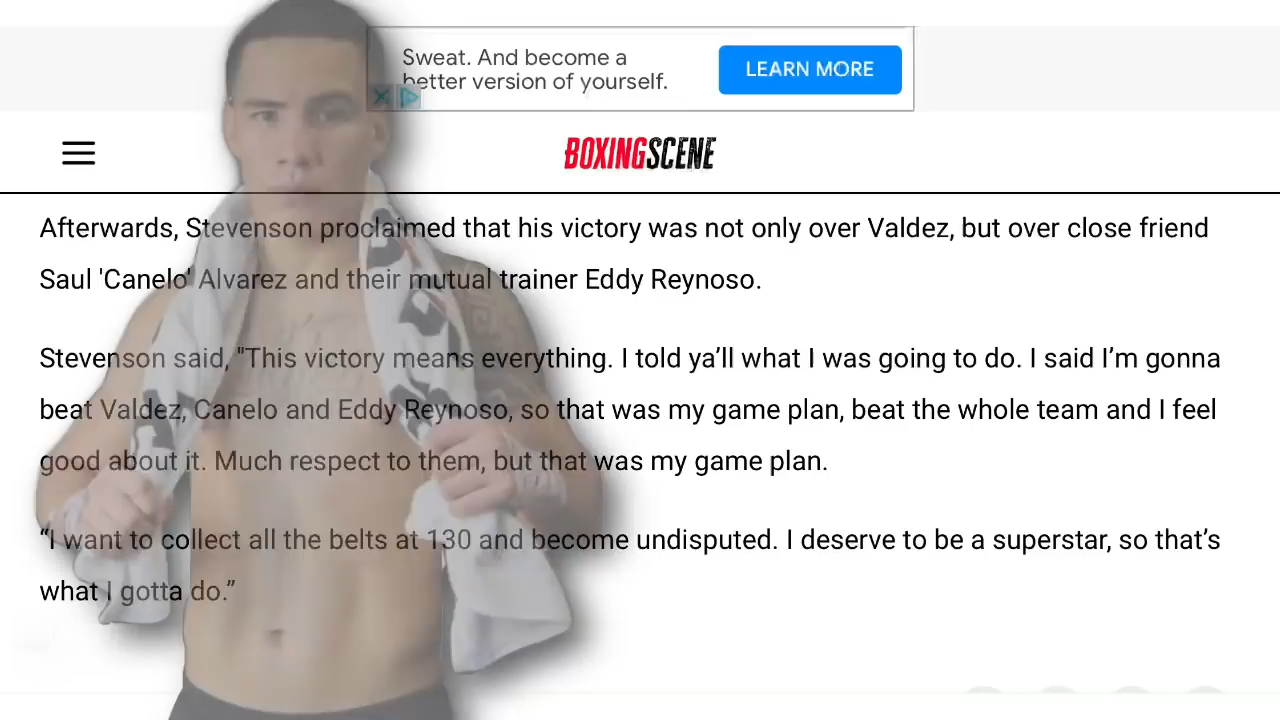 Sweat. And become a
better version of yourself.
LEARN MORE
BOXINGSCENE
Afterwards, Stevenson proclaimed that his victory was not only over Valdez, but over close friend
Saul 'Canelo' Alvarez and their mutual trainer Eddy Reynoso.
Stevenson said, "This victory means everything. I told ya’ll what I was going to do. I said I’m gonna
beat Valdez, Canelo and Eddy Reynoso, so that was my game plan, beat the whole team and I feel
good about it. Much respect to them, but that was my game plan.
“I want to collect all the belts at 130 and become undisputed. I deserve to be a superstar, so that’s
what I gotta do.”